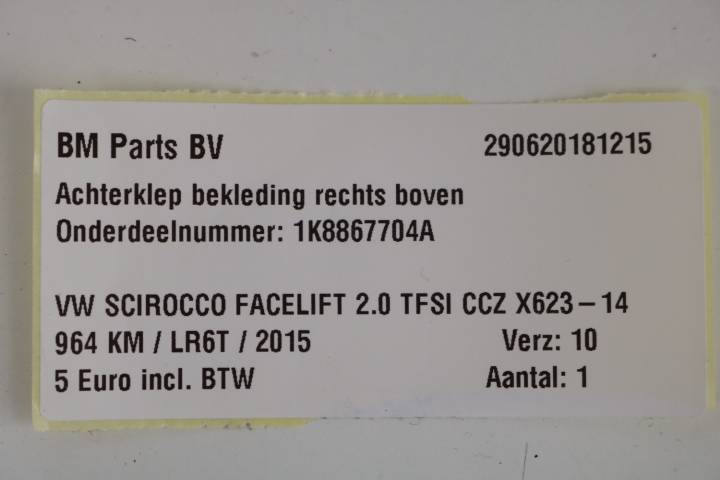 BM Parts BV 290620181215
Achterklep bekleding rechts boven
Onderdeelnummer: 1K8867704A
VW SCIROCCO FACELIFT 2.0 TFSI CCZ X623-14
964 KM / LR6T / 2015 Verz: 10
5 Euro incl. BTW Aantal: 1